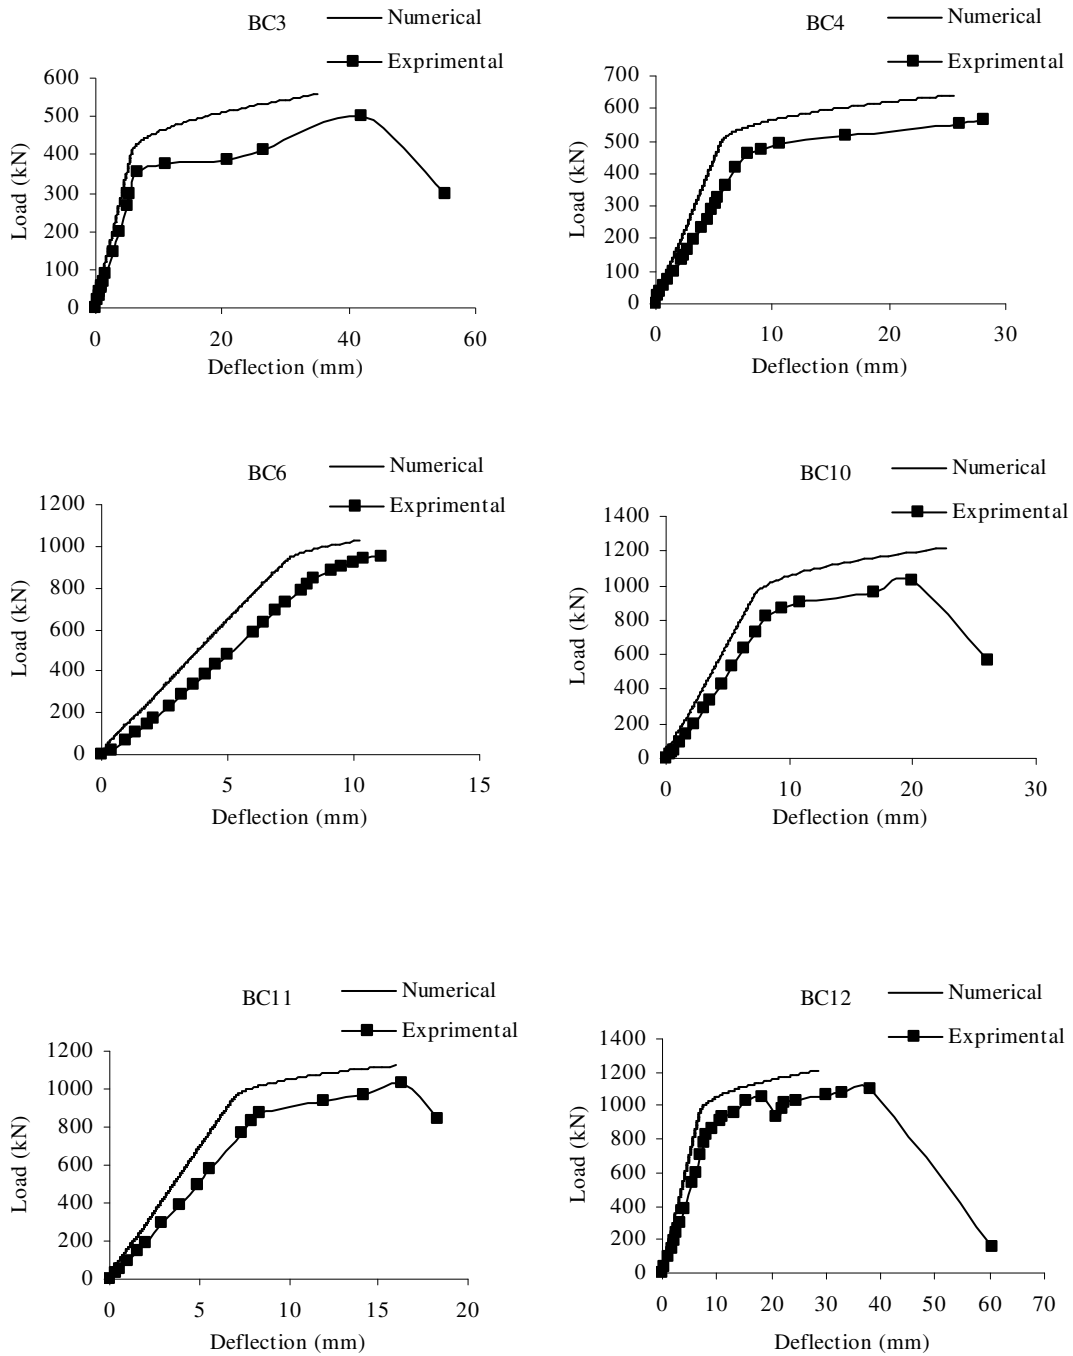 BC3
Numerical
Exprimental
600
500
400
300
200
100
0
0 20 40 60
Load (kN)
Deflection (mm)
BC4
Numerical
Exprimental
700
600
500
400
300
200
100
0
0 10 20 30
Load (kN)
Deflection (mm)
BC6
Numerical
Exprimental
1200
1000
800
600
400
200
0
0 5 10 15
Load (kN)
Deflection (mm)
BC10
Numerical
Exprimental
1400
1200
1000
800
600
400
200
0
0 10 20 30
Load (kN)
Deflection (mm)
BC11
Numerical
Exprimental
1200
1000
800
600
400
200
0
0 5 10 15 20
Load (kN)
Deflection (mm)
BC12
Numerical
Exprimental
1400
1200
1000
800
600
400
200
0
0 10 20 30 40 50 60 70
Load (kN)
Deflection (mm)